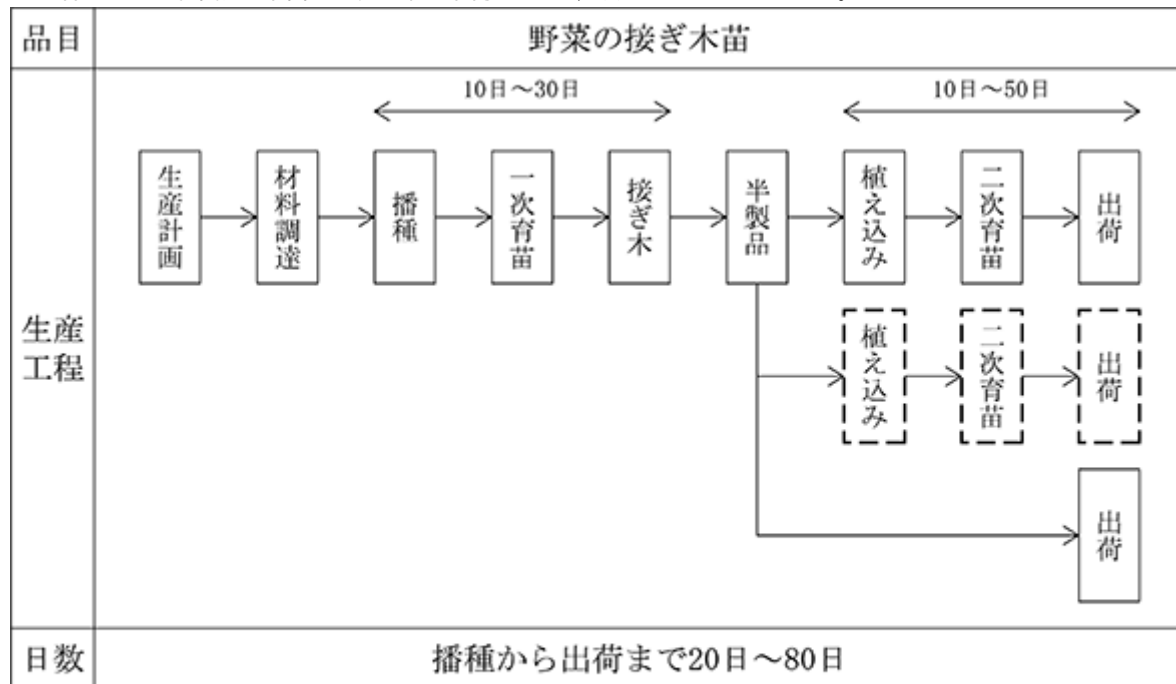 品目
野菜の接ぎ木苗
生産
工程
10日～30日
10日～50日
生産計画
材料調達
播種
一次育苗
接ぎ木
半製品
植え込み
二次育苗
出荷
植え込み
二次育苗
出荷
出荷
日数
播種から出荷まで20日～80日